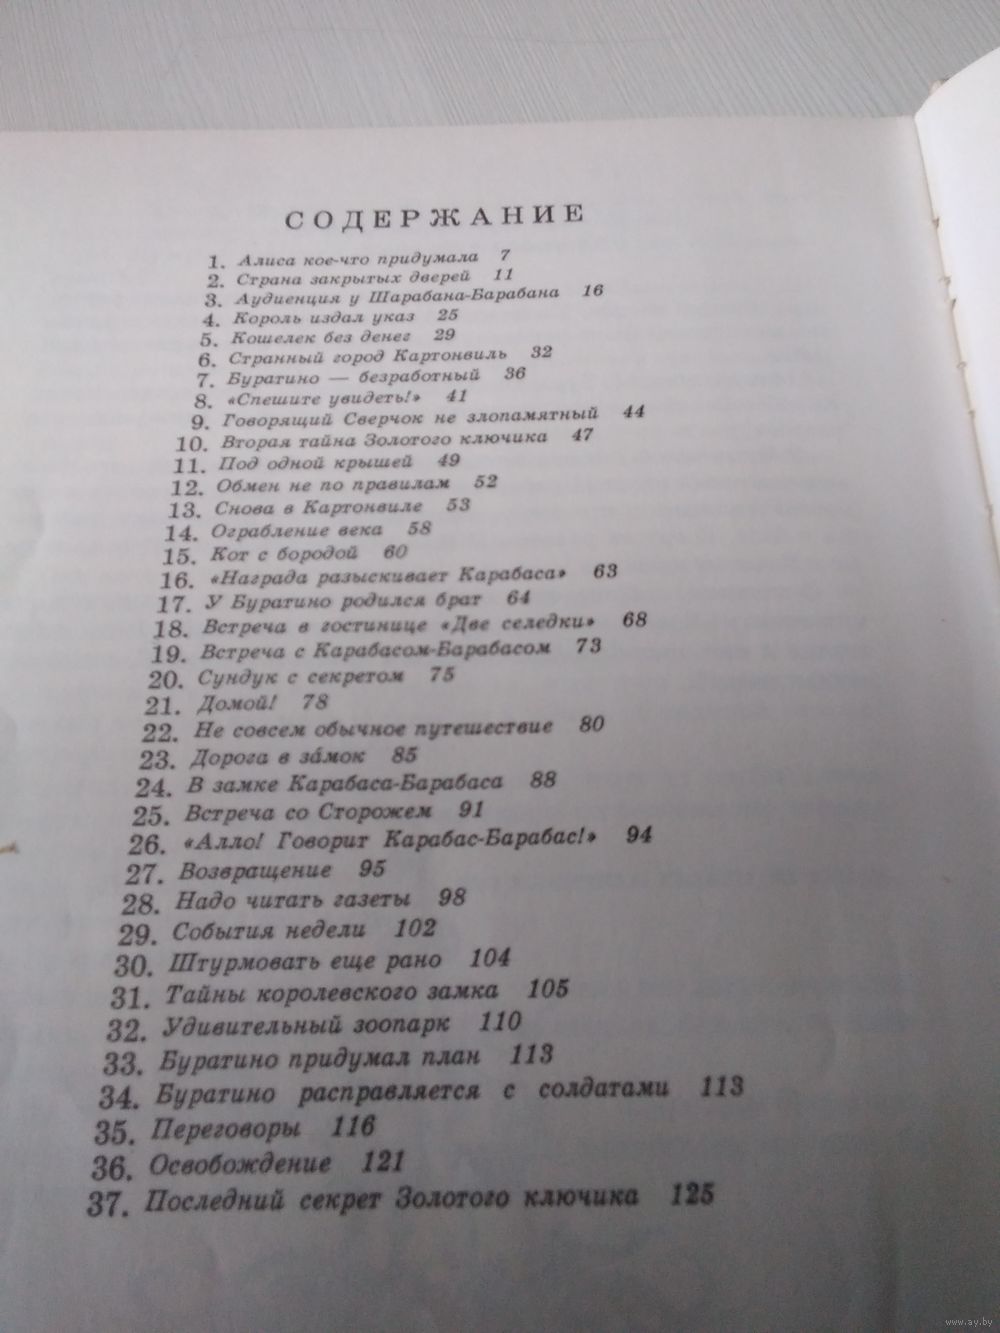 СОДЕРЖАНИЕ
1. Алиса кое-что придумала 7
2. Страна закрытых дверей 11
3. Аудиенция у Шарабана-Барабана 16
4. Король издал указ 25
5. Кошелек без денег 29
6. Странный город Картонвиль 32
7. Буратино — безработный 36
8. «Спешите увидеть!» 41
9. Говорящий Сверчок не злопамятный 44
10. Вторая тайна Золотого ключика 47
11. Под одной крышей 49
12. Обмен не по правилам 52
13. Снова в Картонвиле 53
14. Ограбление века 58
15. Кот с бородой 60
16. «Награда разыскивает Карабаса» 63
17. У Буратино родился брат 64
18. Встреча в гостинице «Две селедки» 68
19. Встреча с Карабасом-Барабасом 73
20. Сундук с секретом 75
21. Домой! 78
22. Не совсем обычное путешествие 80
23. Дорога в за́мок 85
24. В замке Карабаса-Барабаса 88
25. Встреча со Сторожем 91
26. «Алло! Говорит Карабас-Барабас!» 94
27. Возвращение 95
28. Надо читать газеты 98
29. События недели 102
30. Штурмовать еще рано 104
31. Тайны королевского замка 105
32. Удивительный зоопарк 110
33. Буратино придумал план 113
34. Буратино расправляется с солдатами 113
35. Переговоры 116
36. Освобождение 121
37. Последний секрет Золотого ключика 125
www.ay.by